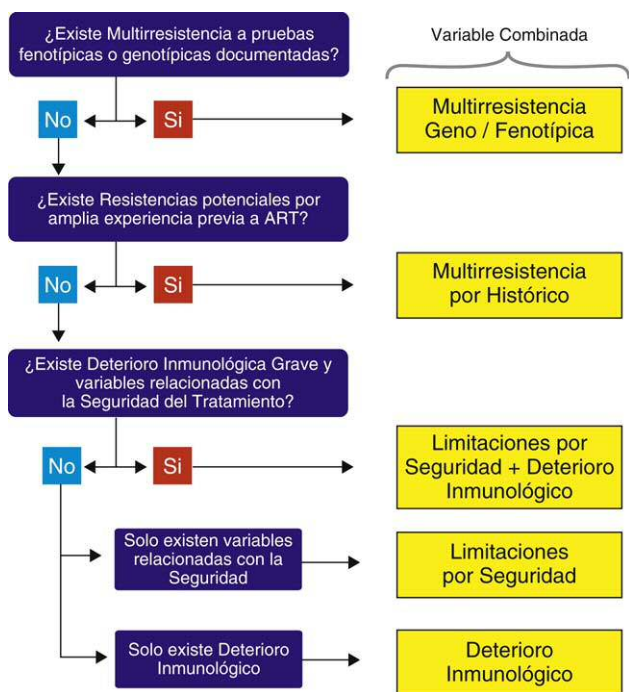 ¿Existe Multirresistencia a pruebas
fenotípicas o genotípicas documentadas?
Variable Combinada
No
Si
Multirresistencia
Geno / Fenotípica
¿Existe Resistencias potenciales por
amplia experiencia previa a ART?
No
Si
Multirresistencia
por Histórico
¿Existe Deterioro Inmunológica Grave y
variables relacionadas con
la Seguridad del Tratamiento?
No
Si
Limitaciones por
Seguridad + Deterioro
Inmunológico
Solo existen variables
relacionadas con la
Seguridad
Limitaciones
por Seguridad
Solo existe Deterioro
Inmunológico
Deterioro
Inmunológico